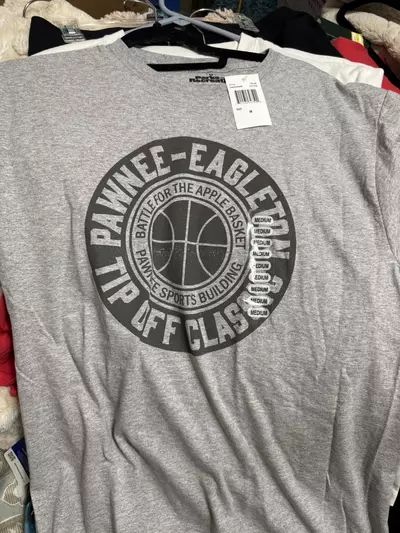 M
PAWNEE-EAGLETON
BATTLE FOR THE APPLE BASKET
PAWNEE SPORTS BUILDING
TIP OFF CLAS
MEDIUM
MEDIUM
MEDIUM
MEDIUM
MEDIUM
MEDIUM
MEDIUM
MEDIUM
MEDIUM